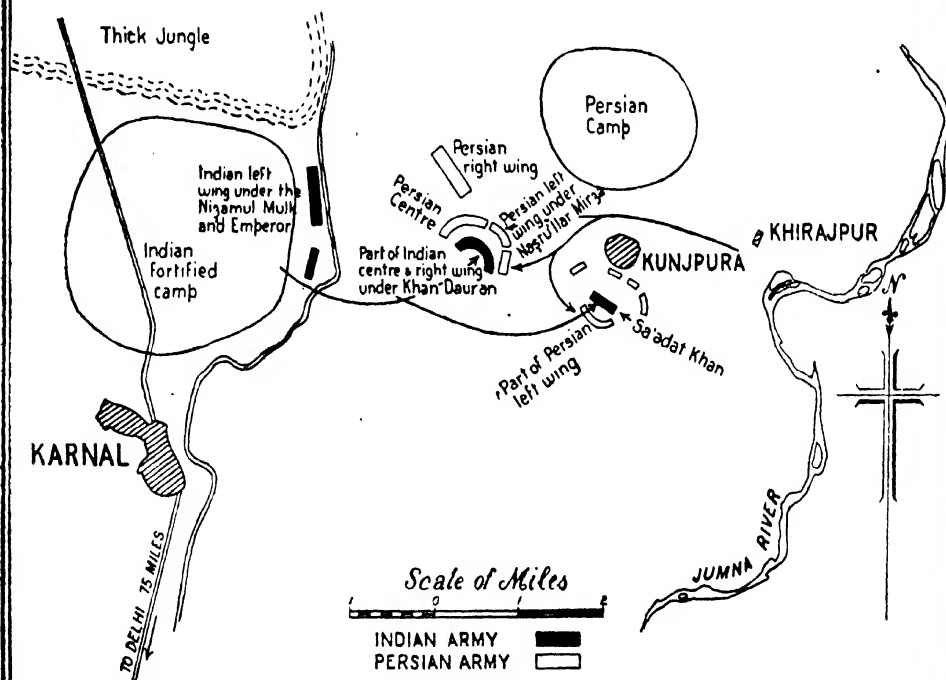 Thick Jungle
Persian
Camp
Persian
right wing
Persian
Centre
Persian left
wing under
Naṣru'llar Mirza
Indian left
wing under the
Nizamul Mulk
and Emperor
Indian
fortified
camp
Part of Indian
centre & right wing
under Khan-Dauran
KHIRAJPUR
KUNJPURA
N
Sa'adat Khan
Part of Persian
left wing
KARNAL
TO DELHI 75 MILES
JUMNA RIVER
Scale of Miles
1 0 1 2
INDIAN ARMY
PERSIAN ARMY